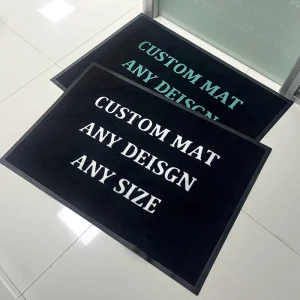 CUSTOM MAT
ANY DEISGN
CUSTOM MAT
ANY DEISGN
ANY SIZE